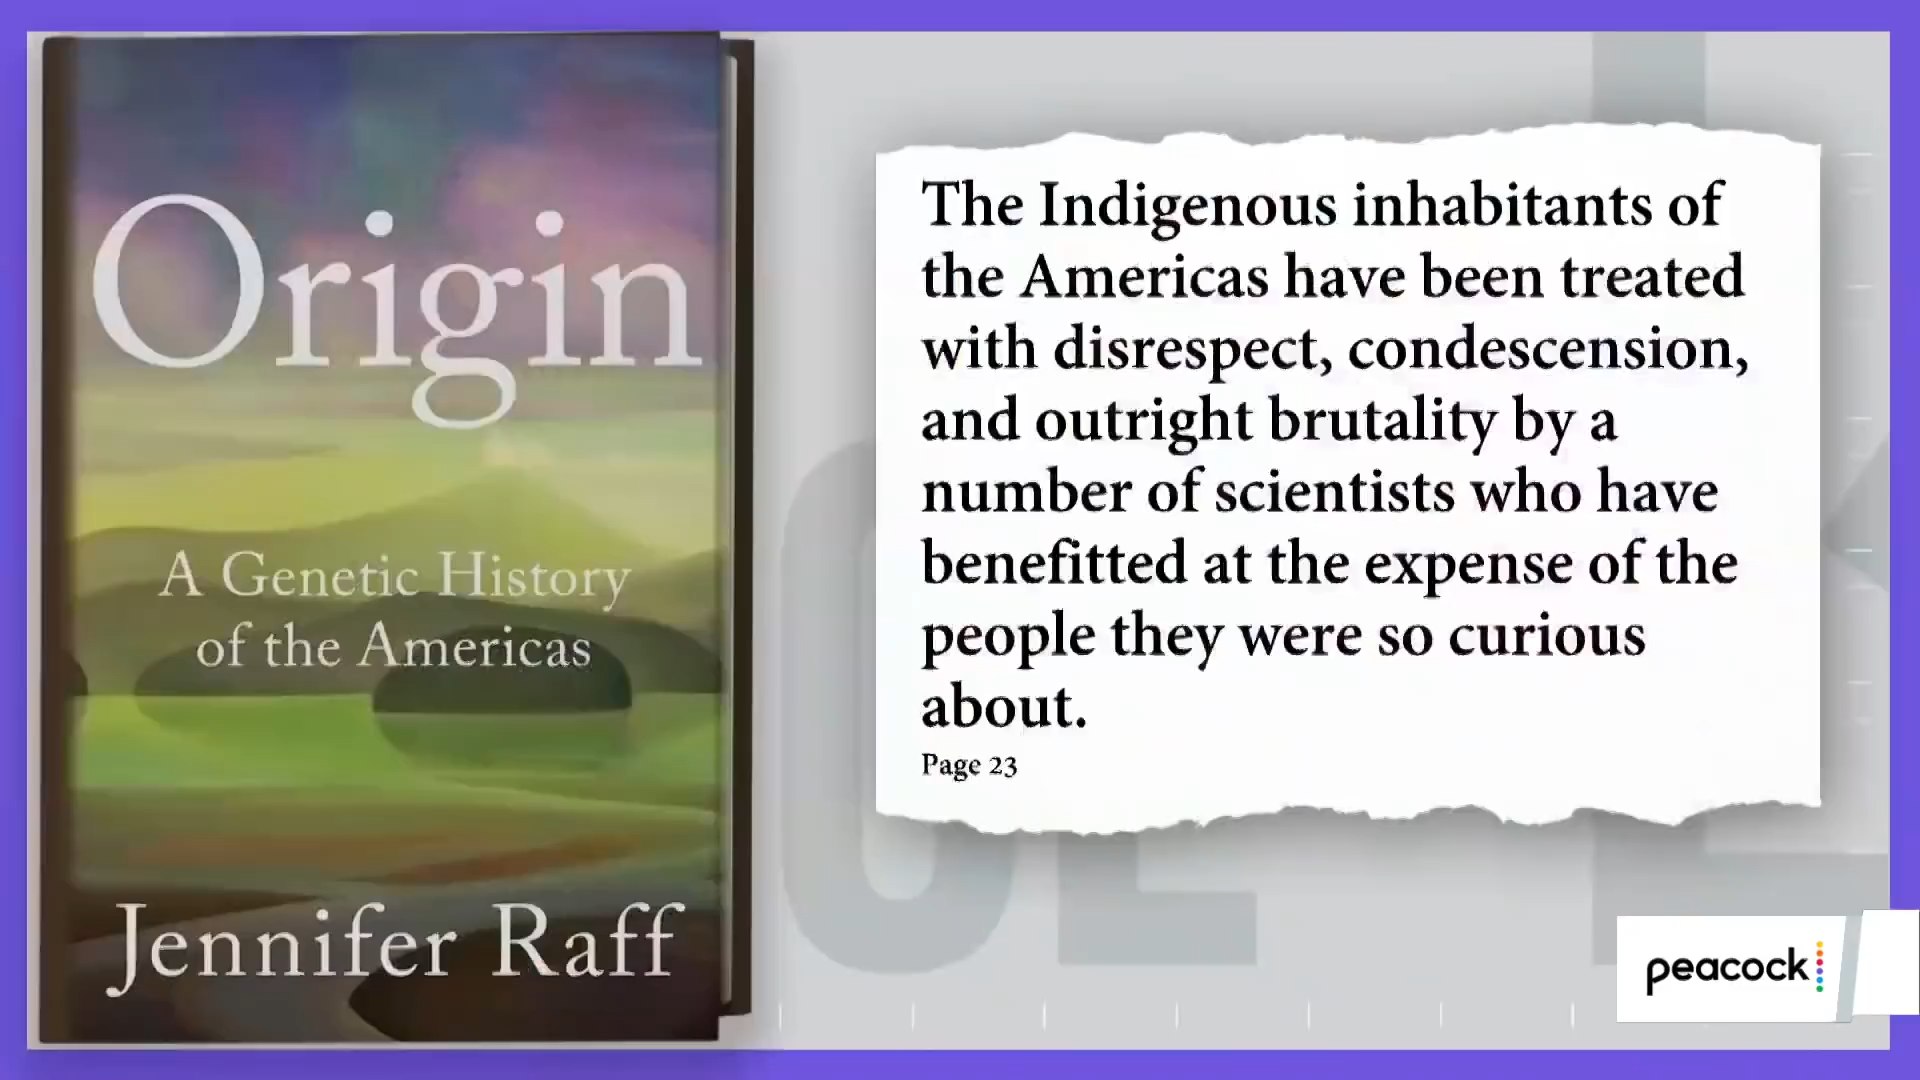 Origin
A Genetic History
of the Americas
Jennifer Raff
The Indigenous inhabitants of
the Americas have been treated
with disrespect, condescension,
and outright brutality by a
number of scientists who have
benefitted at the expense of the
people they were so curious
about.
Page 23
peacock